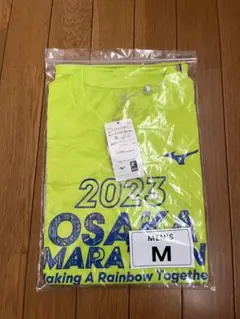 2023
OSAKA
MARATHON
MEN'S
M
Making A Rainbow Together